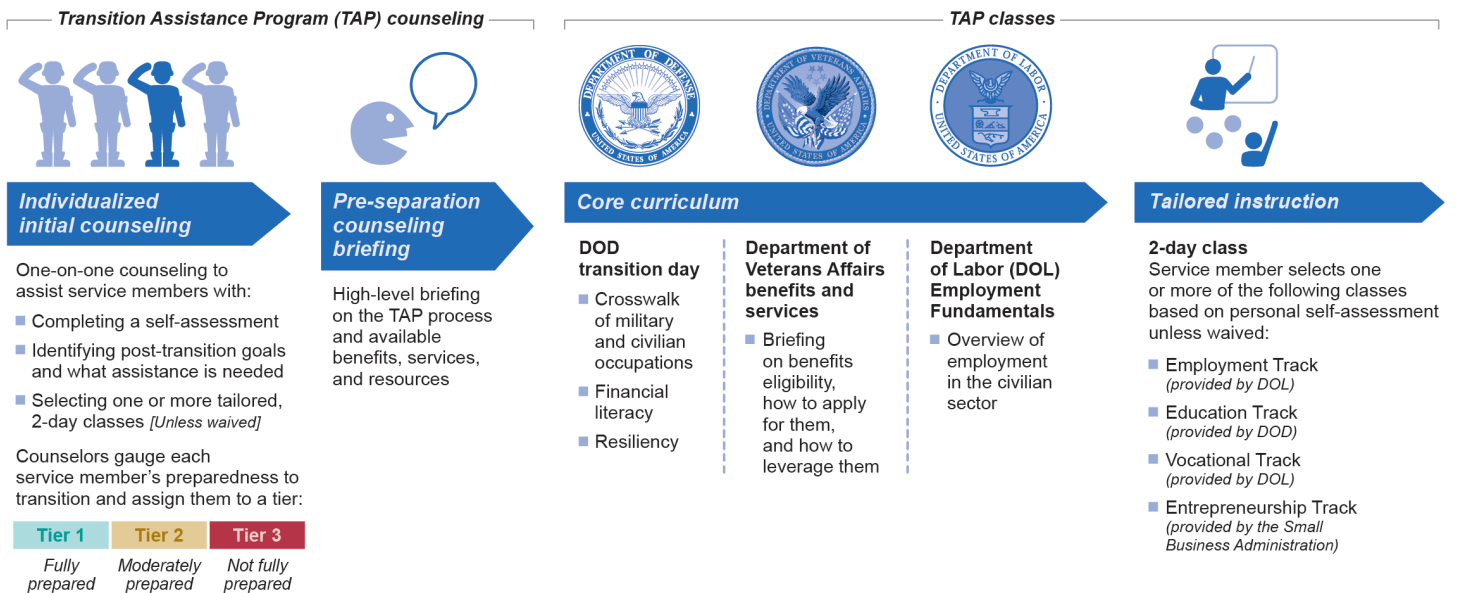 Transition Assistance Program (TAP) counseling
TAP classes
DEPARTMENT OF DEFENSE
UNITED STATES OF AMERICA
DEPARTMENT OF VETERANS AFFAIRS
UNITED STATES OF AMERICA
DEPARTMENT OF LABOR
UNITED STATES OF AMERICA
Individualized
initial counseling
One-on-one counseling to
assist service members with:
Completing a self-assessment
Identifying post-transition goals
and what assistance is needed
Selecting one or more tailored,
2-day classes [Unless waived]
Counselors gauge each
service member’s preparedness to
transition and assign them to a tier:
Tier 1
Tier 2
Tier 3
Fully
prepared
Moderately
prepared
Not fully
prepared
Pre-separation
counseling
briefing
High-level briefing
on the TAP process
and available
benefits, services,
and resources
Core curriculum
DOD
transition day
Crosswalk
of military
and civilian
occupations
Financial
literacy
Resiliency
Department of
Veterans Affairs
benefits and
services
Briefing
on benefits
eligibility,
how to apply
for them,
and how to
leverage them
Department
of Labor (DOL)
Employment
Fundamentals
Overview of
employment
in the civilian
sector
Tailored instruction
2-day class
Service member selects one
or more of the following classes
based on personal self-assessment
unless waived:
Employment Track
(provided by DOL)
Education Track
(provided by DOD)
Vocational Track
(provided by DOL)
Entrepreneurship Track
(provided by the Small
Business Administration)